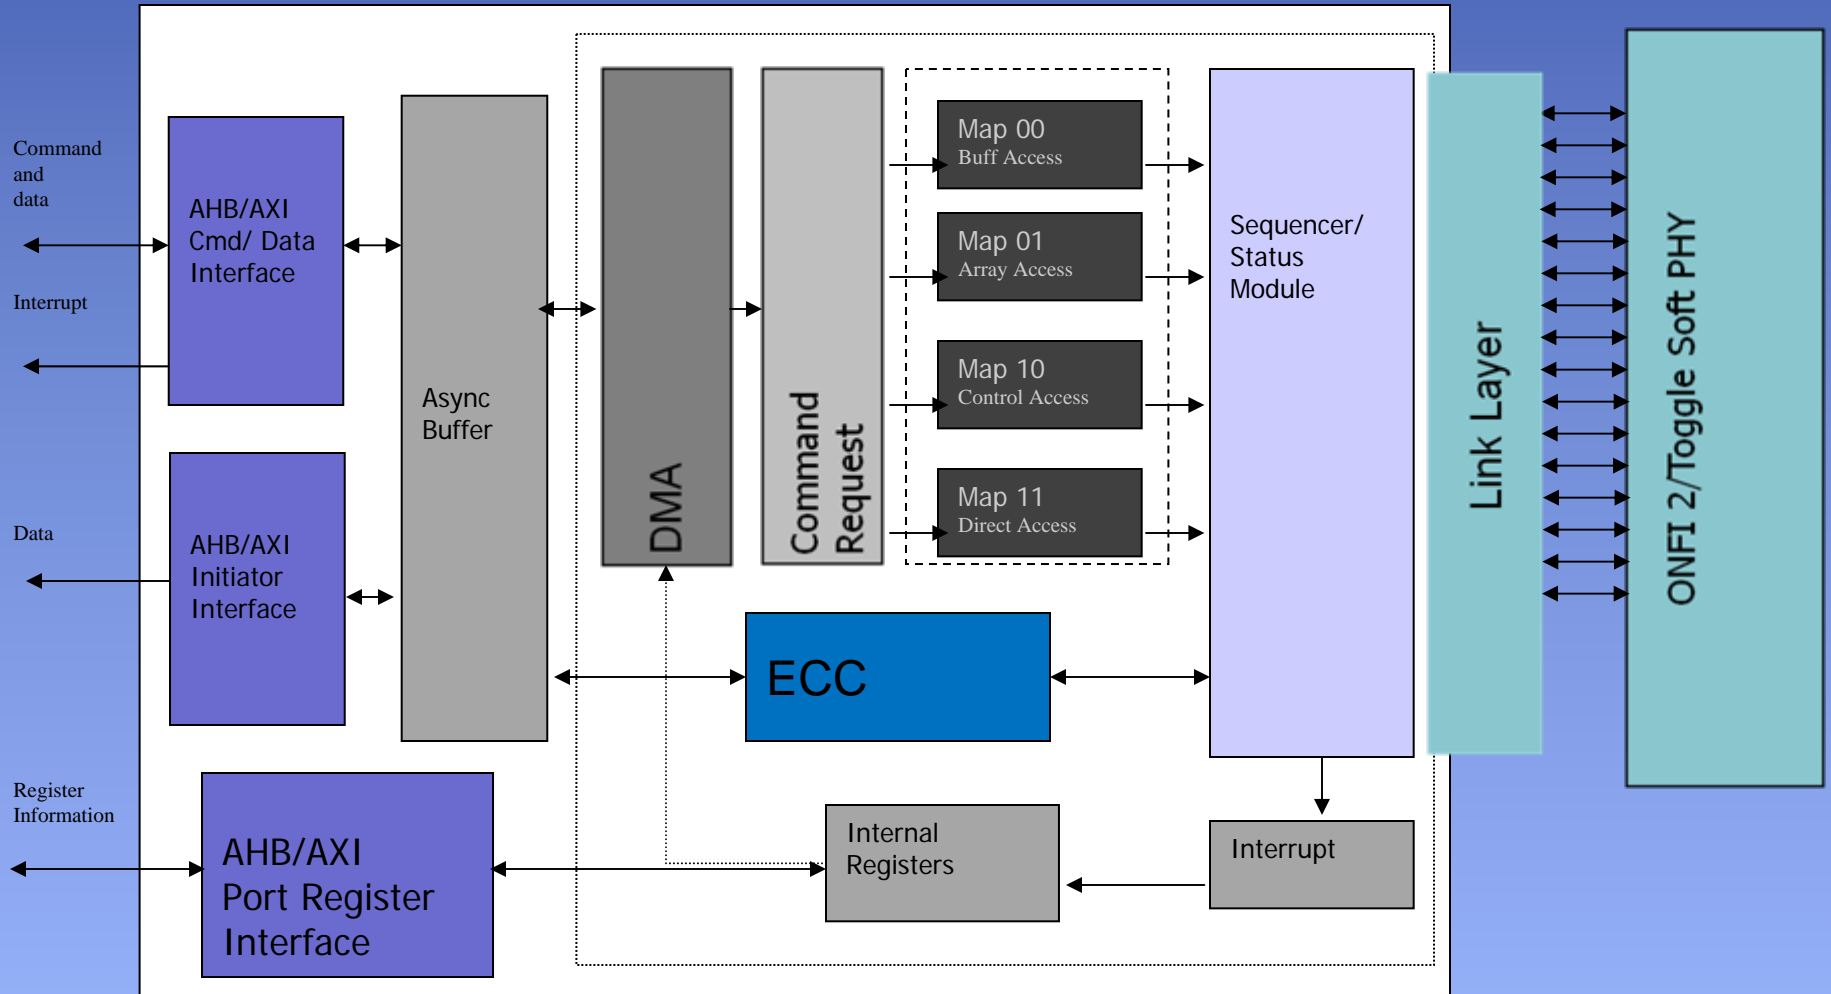 Command
and
data
Interrupt
Data
Register
Information
AHB/AXI
Cmd/ Data
Interface
AHB/AXI
Initiator
Interface
AHB/AXI
Port Register
Interface
Async
Buffer
DMA
Command
Request
Map 00
Buff Access
Map 01
Array Access
Map 10
Control Access
Map 11
Direct Access
ECC
Internal
Registers
Sequencer/
Status
Module
Interrupt
Link Layer
ONFI 2/Toggle Soft PHY